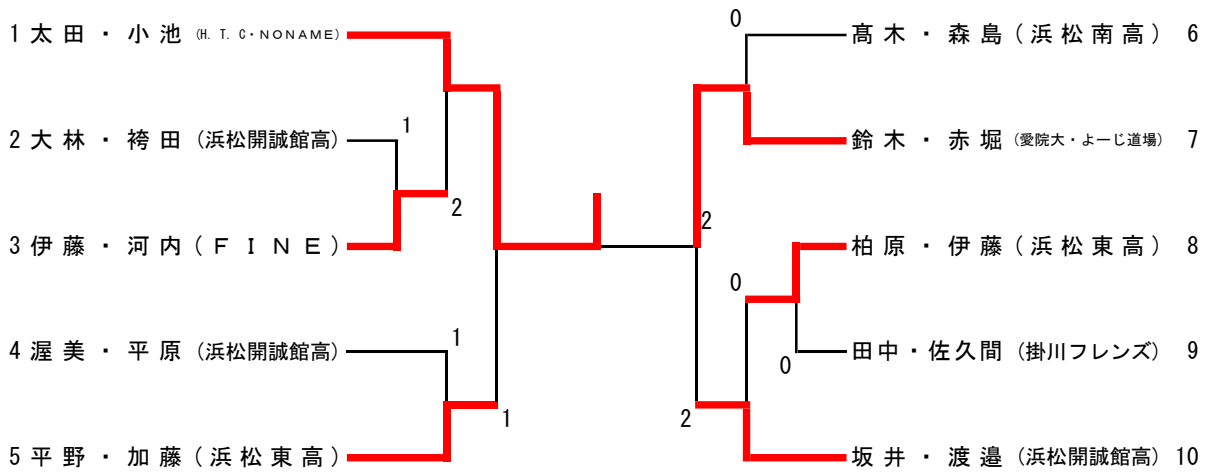 1 太田・小池 (H.T.C・NONAME)
2 大林・袴田 (浜松開誠館高)
1
3 伊藤・河内 (ＦＩＮＥ)
2
4 渥美・平原 (浜松開誠館高)
1
5 平野・加藤 (浜松東高)
1
0
髙木・森島 (浜松南高) 6
鈴木・赤堀 (愛院大・よーじ道場) 7
2
柏原・伊藤 (浜松東高) 8
0
田中・佐久間 (掛川フレンズ) 9
0
2
坂井・渡邉 (浜松開誠館高) 10